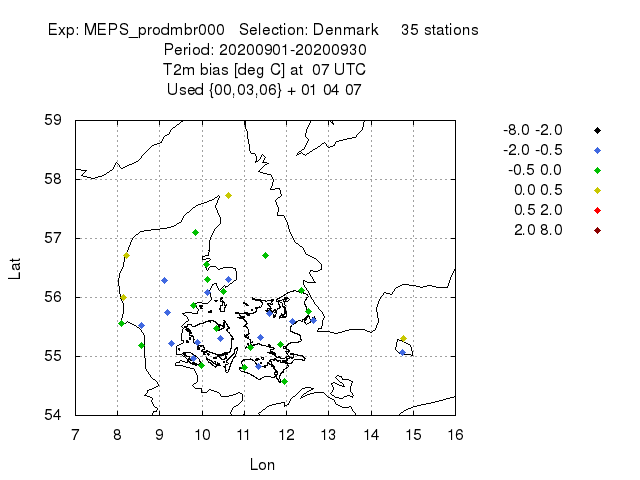 Exp: MEPS_prodmbr000 Selection: Denmark 35 stations
Period: 20200901-20200930
T2m bias [deg C] at 07 UTC
Used {00,03,06} + 01 04 07
59
58
57
56
55
54
Lat
7 8 9 10 11 12 13 14 15 16
Lon
-8.0 -2.0
-2.0 -0.5
-0.5 0.0
0.0 0.5
0.5 2.0
2.0 8.0